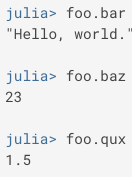 julia> foo.bar
"Hello, world."
julia> foo.baz
23
julia> foo.qux
1.5